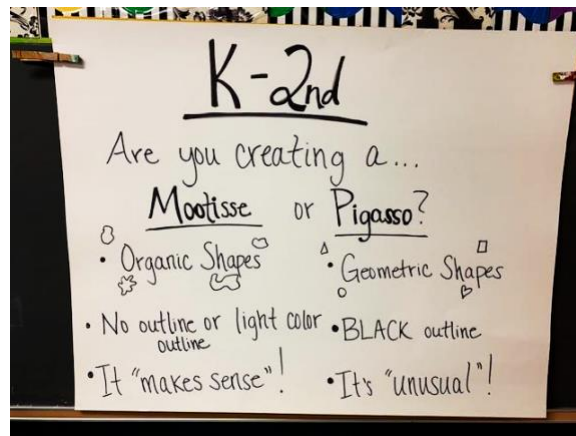 K-2nd
Are you creating a...
Mootisse or Pigasso?
• Organic Shapes
• No outline or light color
outline
• It "makes sense"!
• Geometric Shapes
• BLACK outline
• It's "unusual"!